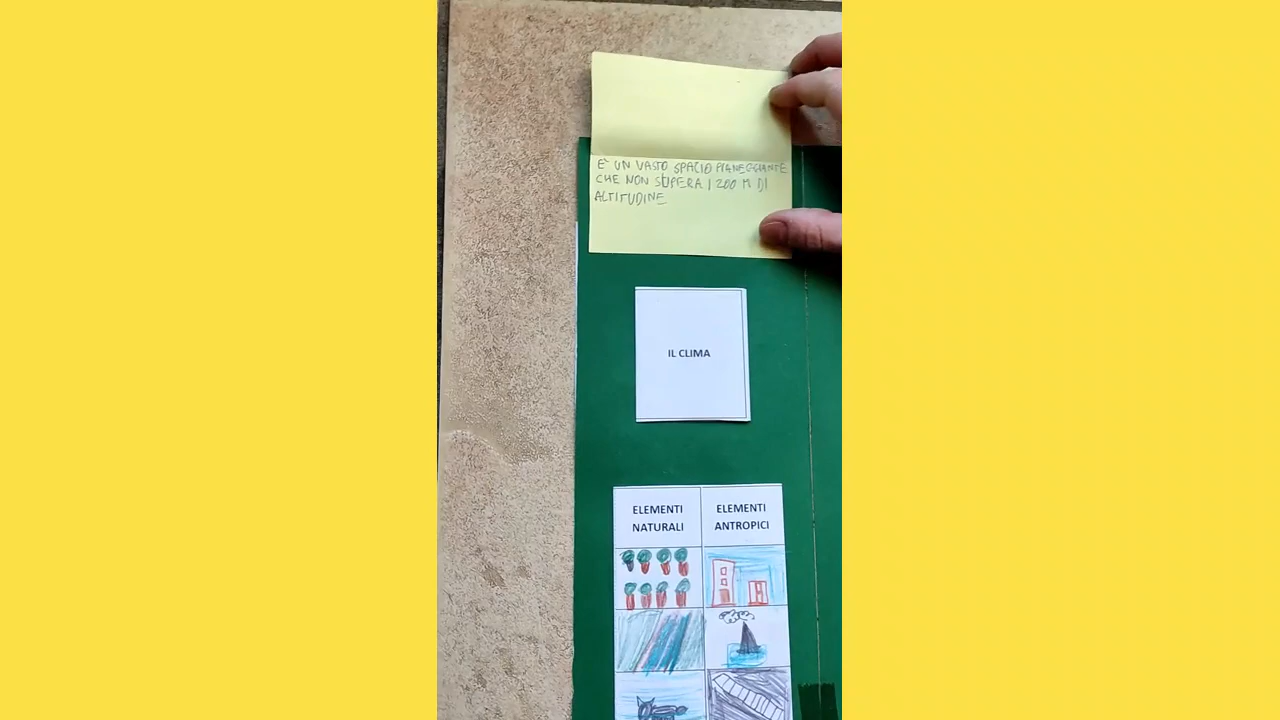 E' UN VASTO SPAZIO PIANEGGIANTE
CHE NON SUPERA I 200 M DI
ALTITUDINE
IL CLIMA
ELEMENTI
NATURALI
ELEMENTI
ANTROPICI